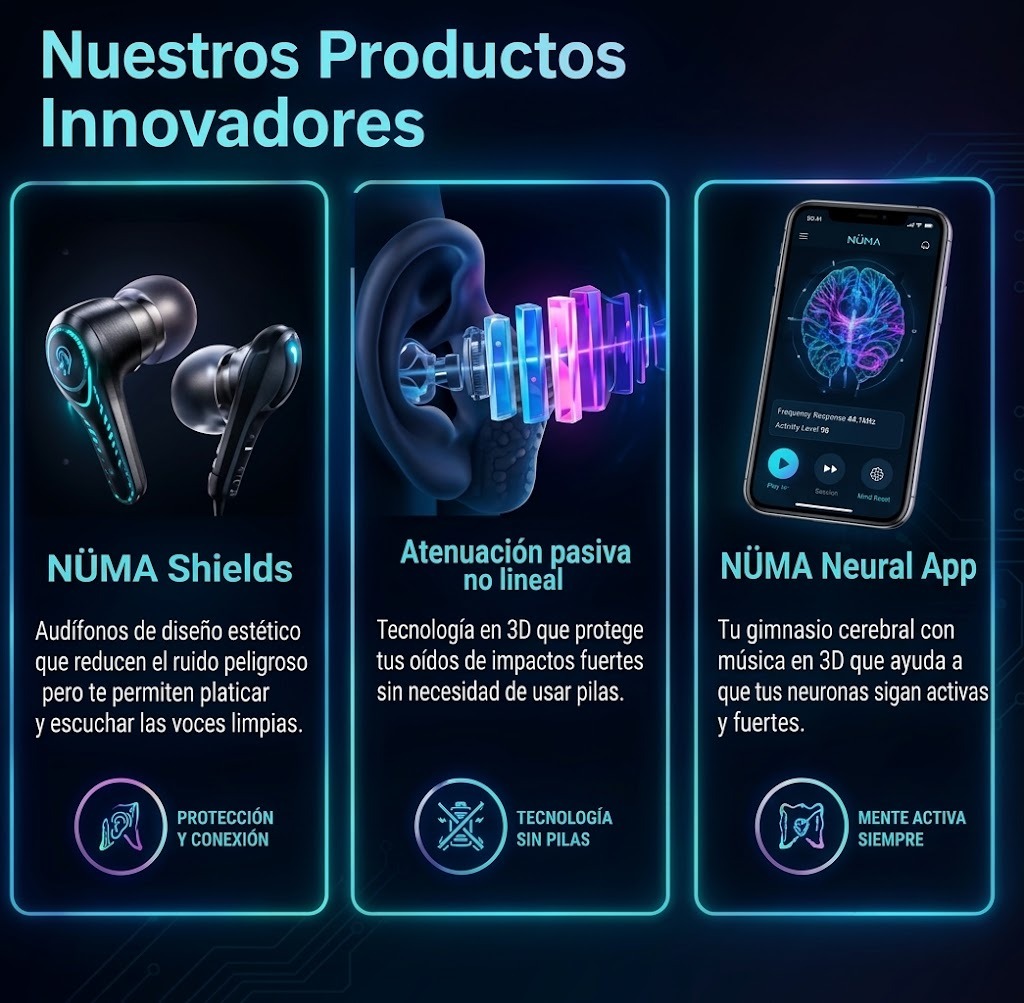 Nuestros Productos
Innovadores
NÜMA
Frequency Response 44,1kHz
Activity Level 96
Session
Mind Reset
NÜMA Shields
Audífonos de diseño estético
que reducen el ruido peligroso
pero te permiten platicar
y escuchar las voces limpias.
PROTECCIÓN
Y CONEXIÓN
Atenuación pasiva
no lineal
Tecnología en 3D que protege
tus oídos de impactos fuertes
sin necesidad de usar pilas.
TECNOLOGÍA
SIN PILAS
NÜMA Neural App
Tu gimnasio cerebral con
música en 3D que ayuda a
que tus neuronas sigan activas
y fuertes.
MENTE ACTIVA
SIEMPRE